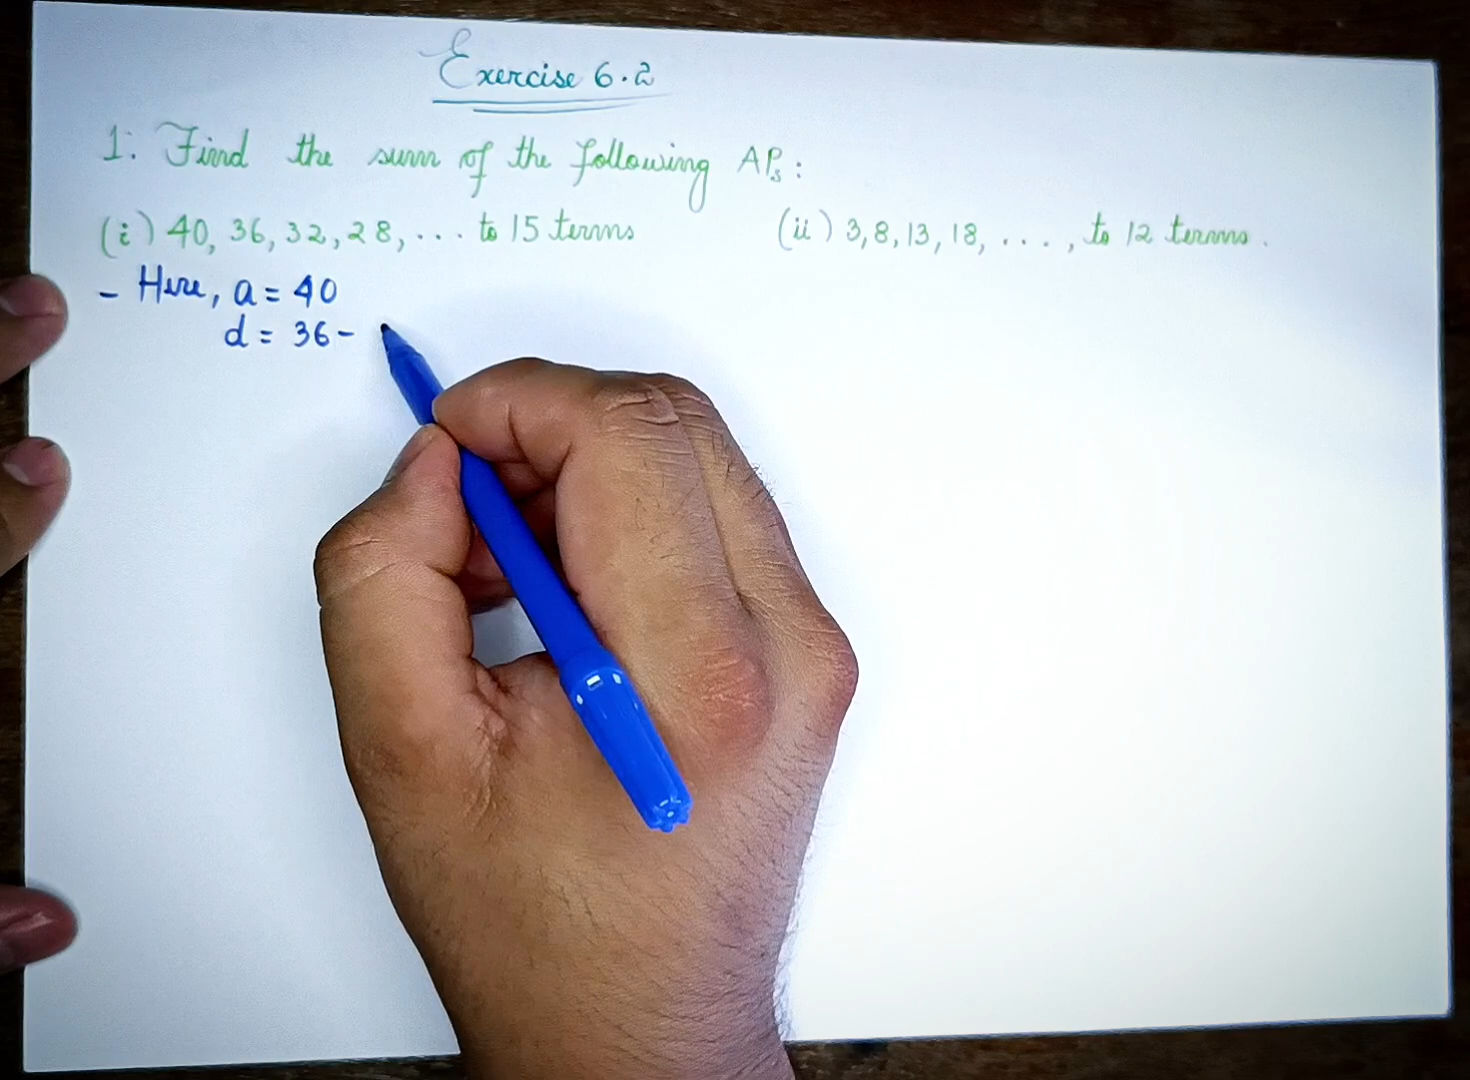 Exercise 6.2
1. Find the sum of the following APs:
(i) 40, 36, 32, 28, ... to 15 terms (ii) 3, 8, 13, 18, ...., to 12 terms.
- Here, a = 40
d = 36 -